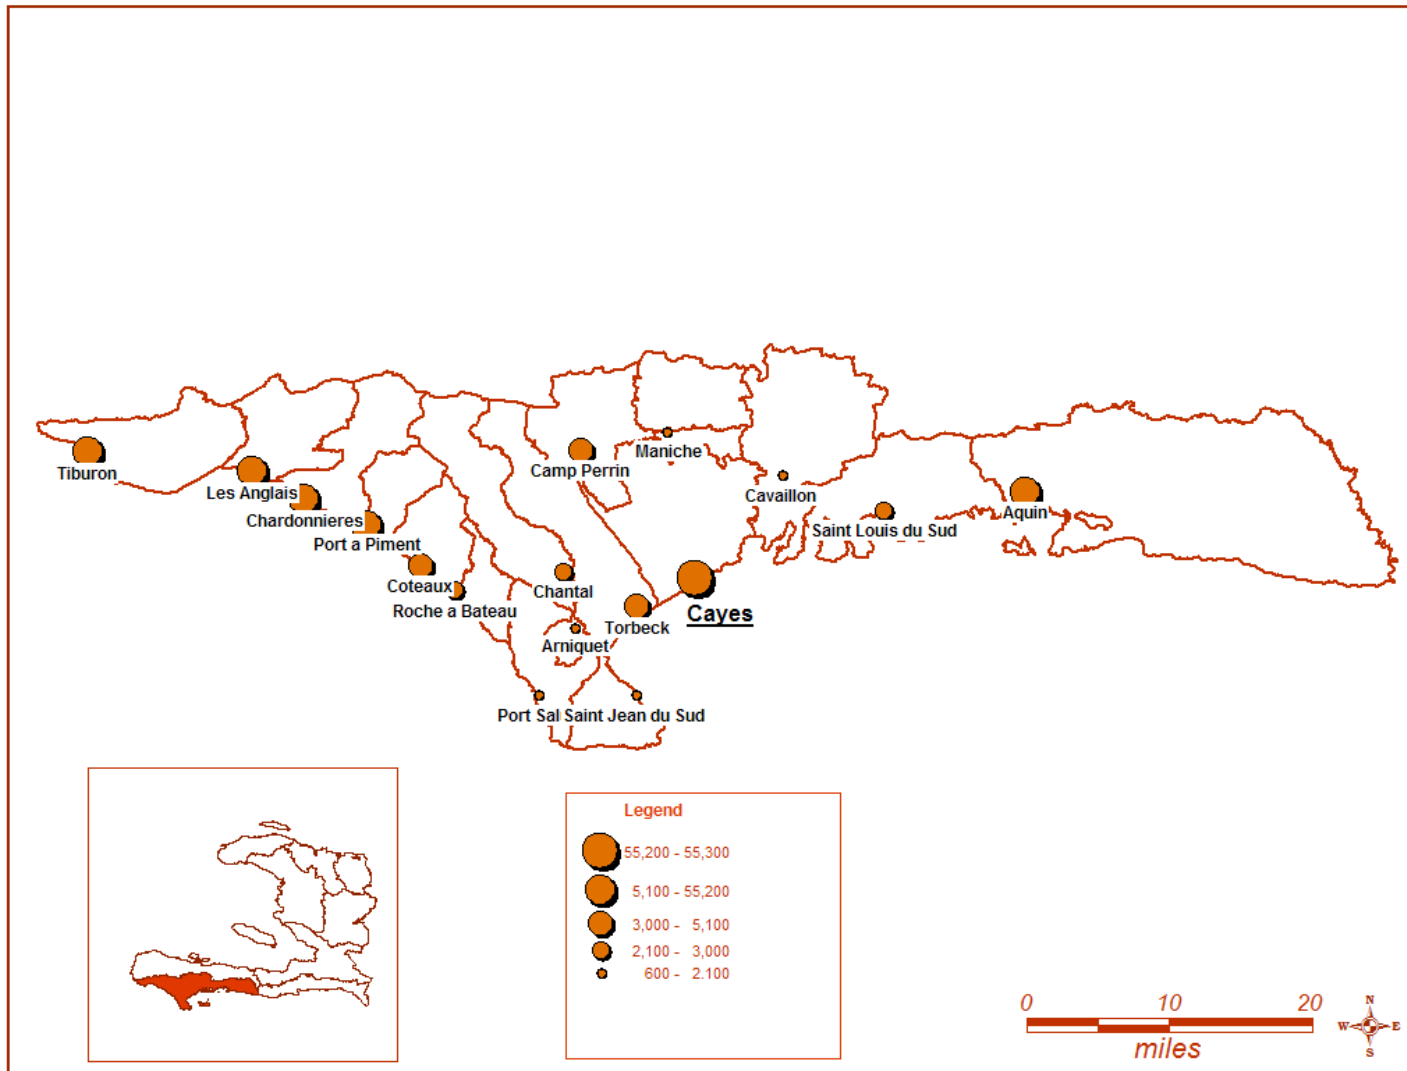 Tiburon
Les Anglais
Chardonnieres
Port a Piment
Coteaux
Roche a Bateau
Camp Perrin
Maniche
Cavaillon
Saint Louis du Sud
Aquin
Chantal
Torbeck
Cayes
Arniquet
Port Sal
Saint Jean du Sud
Legend
55,200 - 55,300
5,100 - 55,200
3,000 - 5,100
2,100 - 3,000
600 - 2.100
0 10 20
miles
N
W E
S